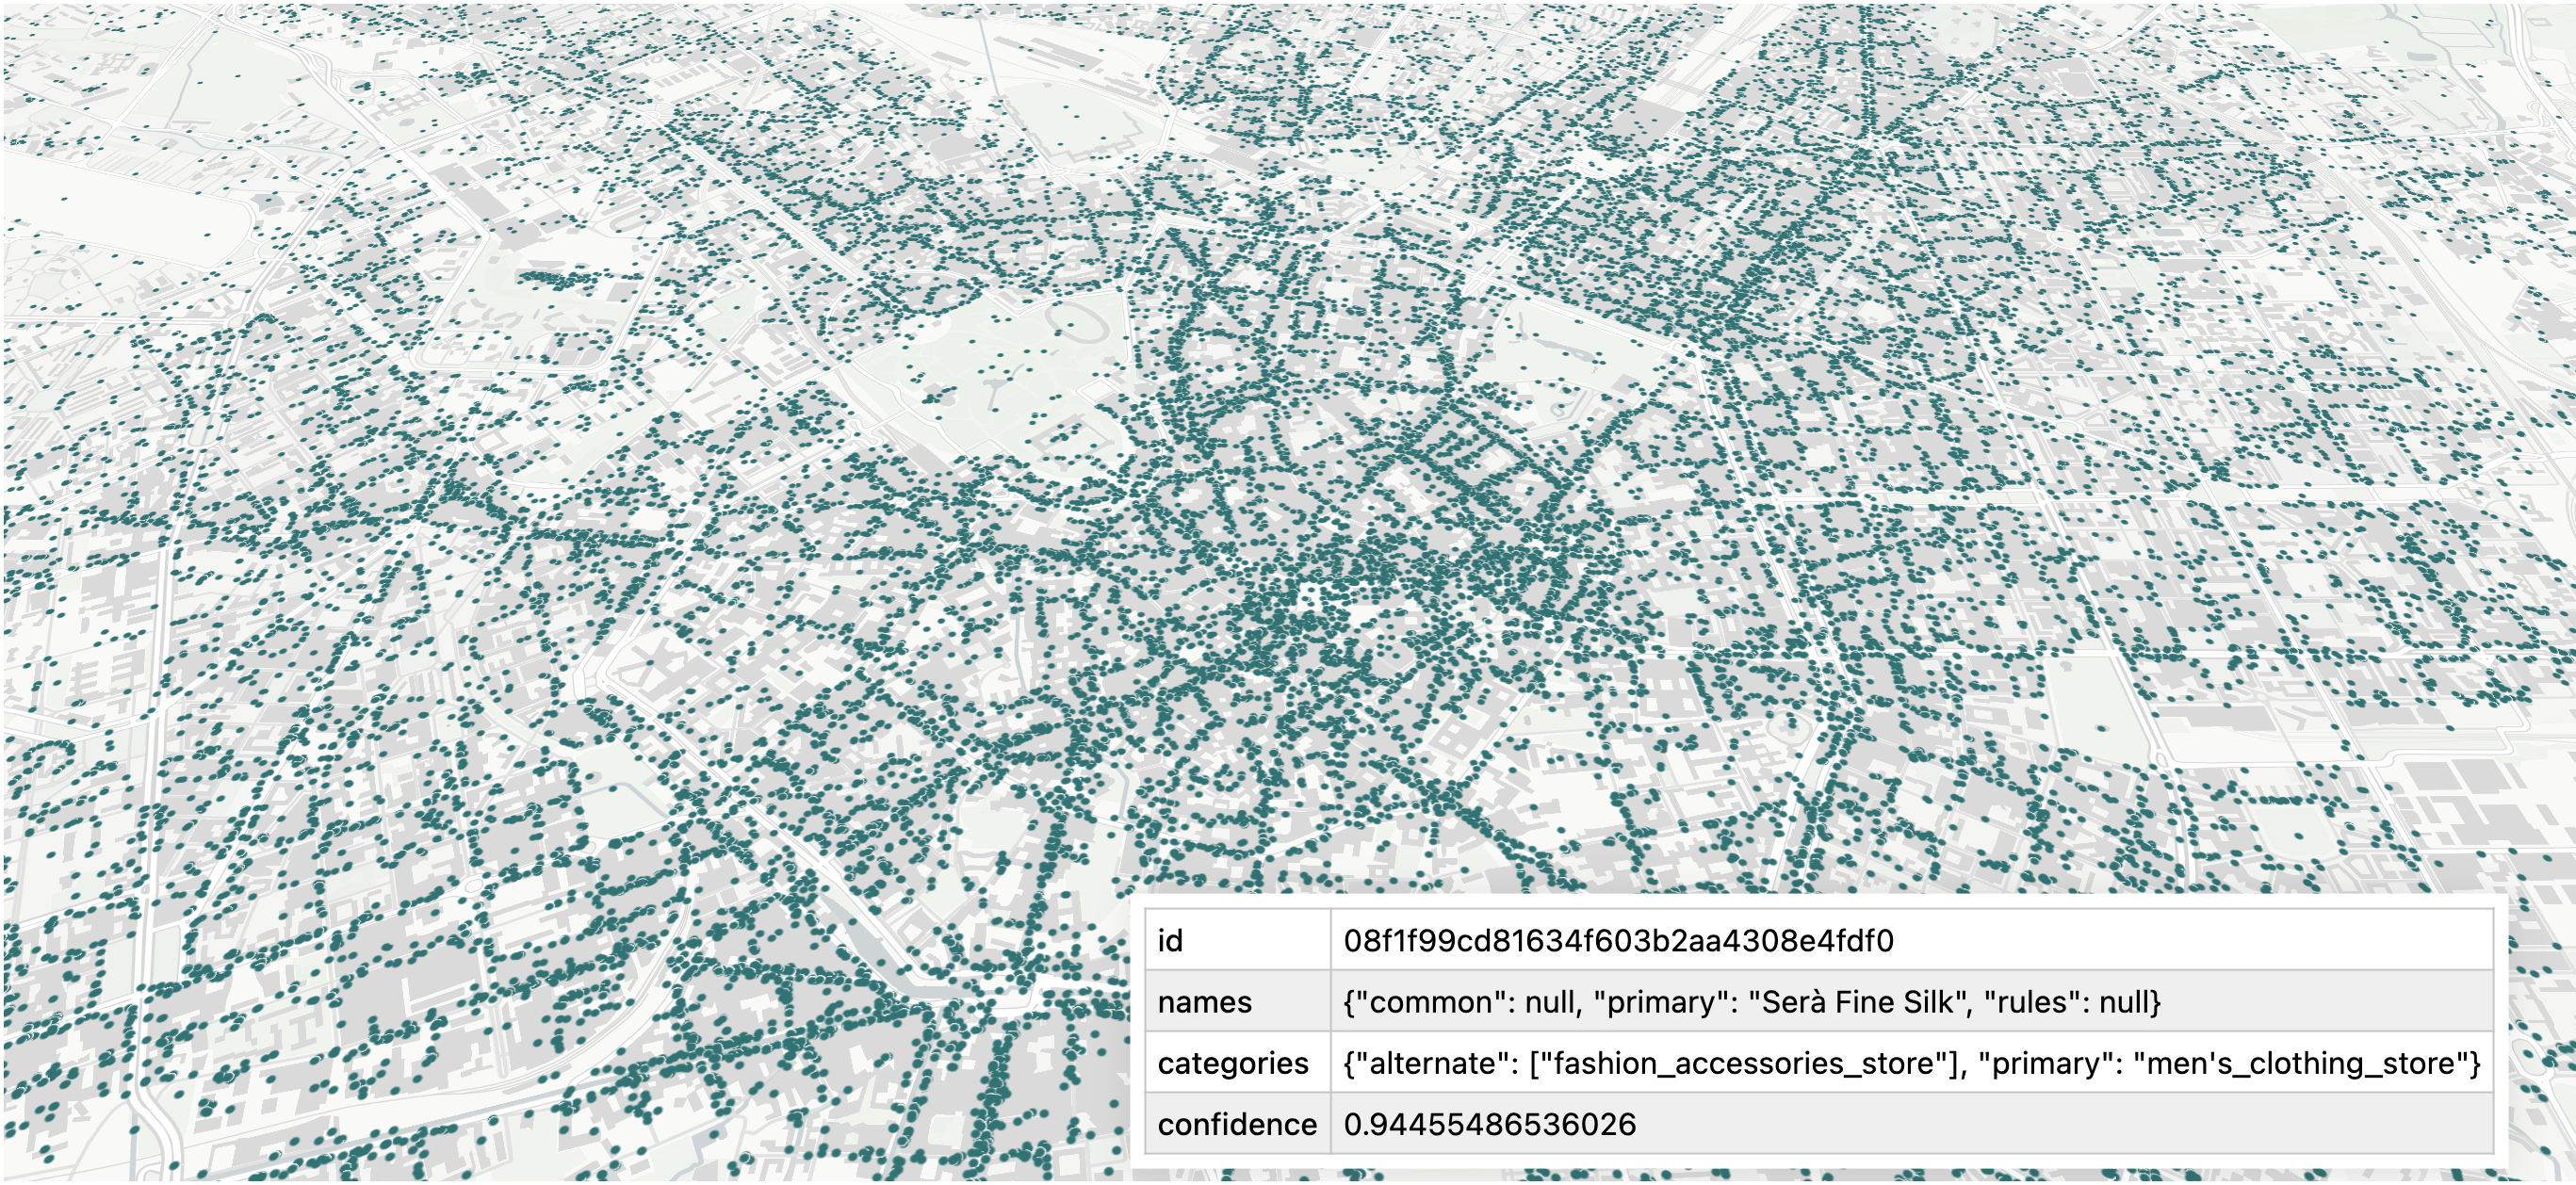 id 08f1f99cd81634f603b2aa4308e4fdf0
names {"common": null, "primary": "Serà Fine Silk", "rules": null}
categories {"alternate": ["fashion_accessories_store"], "primary": "men's_clothing_store"}
confidence 0.94455486536026